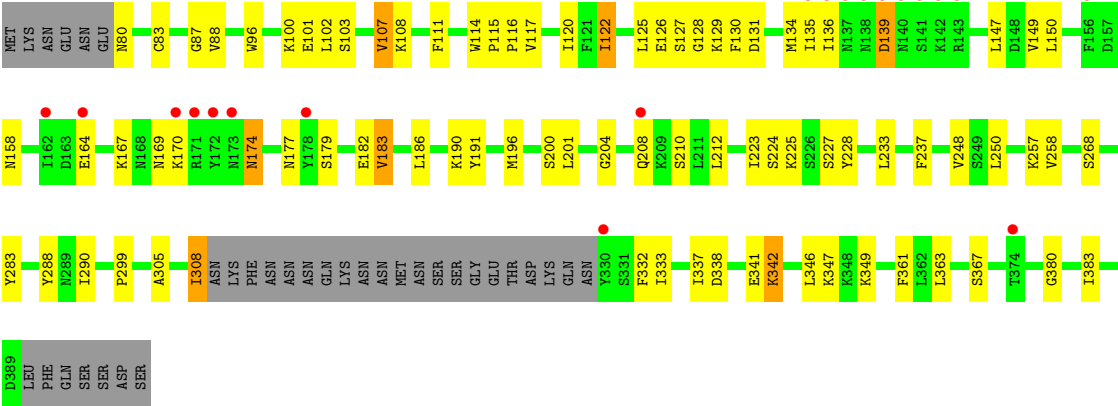 MET LYS ASN GLU ASN GLU N80 C83 G87 V88 W96 K100 E101 L102 S103 V107 K108 F111 W114 P115 P116 V117 I120 F121 I122 L125 E126 S127 G128 K129 F130 D131 M134 I135 I136 N137 N138 D139 N140 S141 K142 R143 L147 D148 V149 L150 F156 D157
N158 I162 D163 E164 K167 N168 N169 K170 R171 Y172 N173 N174 N177 Y178 S179 E182 V183 L186 K190 Y191 M196 S200 L201 G204 Q208 K209 S210 L211 L212 I223 S224 K225 S226 S227 Y228 L233 F237 V248 S249 L250 K257 V258 S268
Y283 Y288 N289 I290 P299 A305 I308 ASN LYS PHE ASN ASN ASN GLN LYS ASN MET ASN SER SER GLY GLU THR ASP LYS GLN ASN Y330 S331 F332 I333 I337 D338 E341 K342 L346 K347 K348 K349 F361 L362 L363 S367 T374 G380 I383
D389 LEU PHE GLN SER SER ASP SER